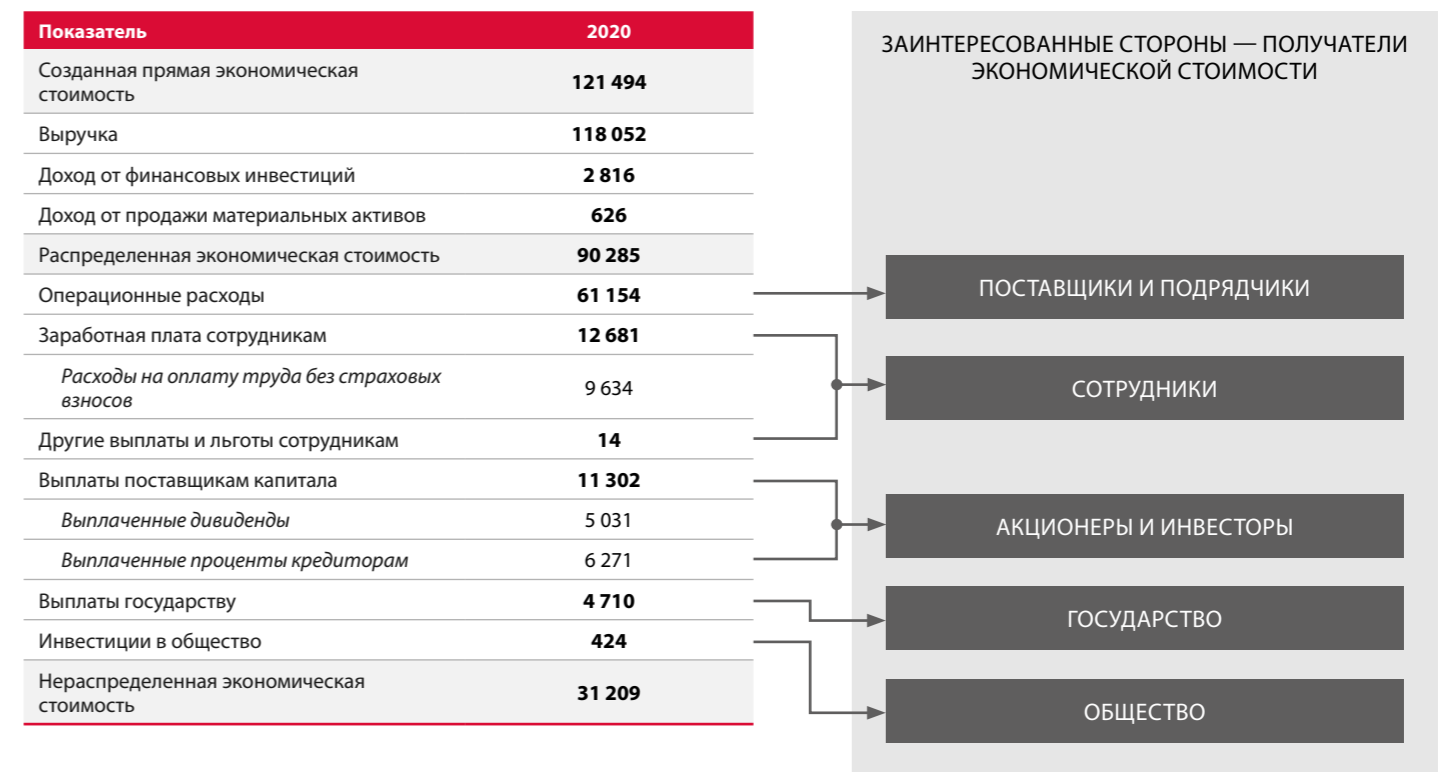 Показатель 2020
Созданная прямая экономическая
стоимость 121 494
Выручка 118 052
Доход от финансовых инвестиций 2 816
Доход от продажи материальных активов 626
Распределенная экономическая стоимость 90 285
Операционные расходы 61 154
Заработная плата сотрудникам 12 681
Расходы на оплату труда без страховых
взносов 9 634
Другие выплаты и льготы сотрудникам 14
Выплаты поставщикам капитала 11 302
Выплаченные дивиденды 5 031
Выплаченные проценты кредиторам 6 271
Выплаты государству 4 710
Инвестиции в общество 424
Нераспределенная экономическая
стоимость 31 209
ЗАИНТЕРЕСОВАННЫЕ СТОРОНЫ — ПОЛУЧАТЕЛИ
ЭКОНОМИЧЕСКОЙ СТОИМОСТИ
ПОСТАВЩИКИ И ПОДРЯДЧИКИ
СОТРУДНИКИ
АКЦИОНЕРЫ И ИНВЕСТОРЫ
ГОСУДАРСТВО
ОБЩЕСТВО